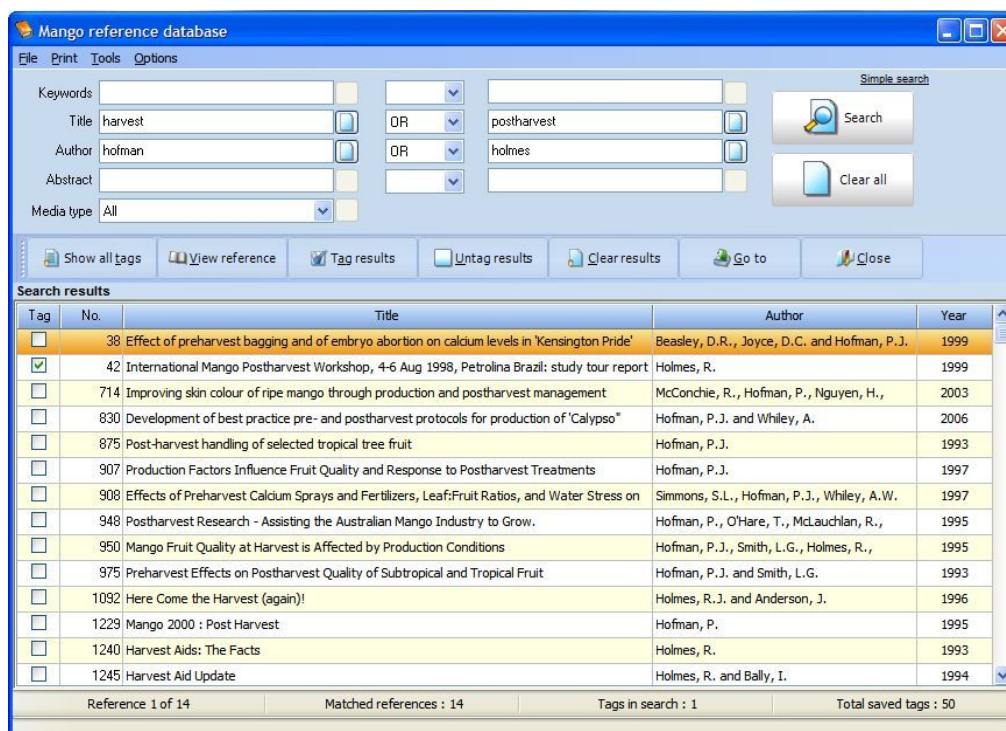 Mango reference database
File Print Tools Options
Simple search
Keywords
Title harvest OR postharvest
Search
Author hofman OR holmes
Abstract
Clear all
Media type All
Show all tags View reference Tag results Untag results Clear results Go to Close
Search results
Tag No. Title Author Year
38 Effect of preharvest bagging and of embryo abortion on calcium levels in 'Kensington Pride' Beasley, D.R., Joyce, D.C. and Hofman, P.J. 1999
42 International Mango Postharvest Workshop, 4-6 Aug 1998, Petrolina Brazil: study tour report Holmes, R. 1999
714 Improving skin colour of ripe mango through production and postharvest management McConchie, R., Hofman, P., Nguyen, H., 2003
830 Development of best practice pre- and postharvest protocols for production of 'Calypso" Hofman, P.J. and Whiley, A. 2006
875 Post-harvest handling of selected tropical tree fruit Hofman, P.J. 1993
907 Production Factors Influence Fruit Quality and Response to Postharvest Treatments Hofman, P.J. 1997
908 Effects of Preharvest Calcium Sprays and Fertilizers, Leaf:Fruit Ratios, and Water Stress on Simmons, S.L., Hofman, P.J., Whiley, A.W. 1997
948 Postharvest Research - Assisting the Australian Mango Industry to Grow. Hofman, P., O'Hare, T., McLauchlan, R., 1995
950 Mango Fruit Quality at Harvest is Affected by Production Conditions Hofman, P.J., Smith, L.G., Holmes, R., 1995
975 Preharvest Effects on Postharvest Quality of Subtropical and Tropical Fruit Hofman, P.J. and Smith, L.G. 1993
1092 Here Come the Harvest (again)! Holmes, R.J. and Anderson, J. 1996
1229 Mango 2000 : Post Harvest Hofman, P. 1995
1240 Harvest Aids: The Facts Holmes, R. 1993
1245 Harvest Aid Update Holmes, R. and Bally, I. 1994
Reference 1 of 14 Matched references : 14 Tags in search : 1 Total saved tags : 50